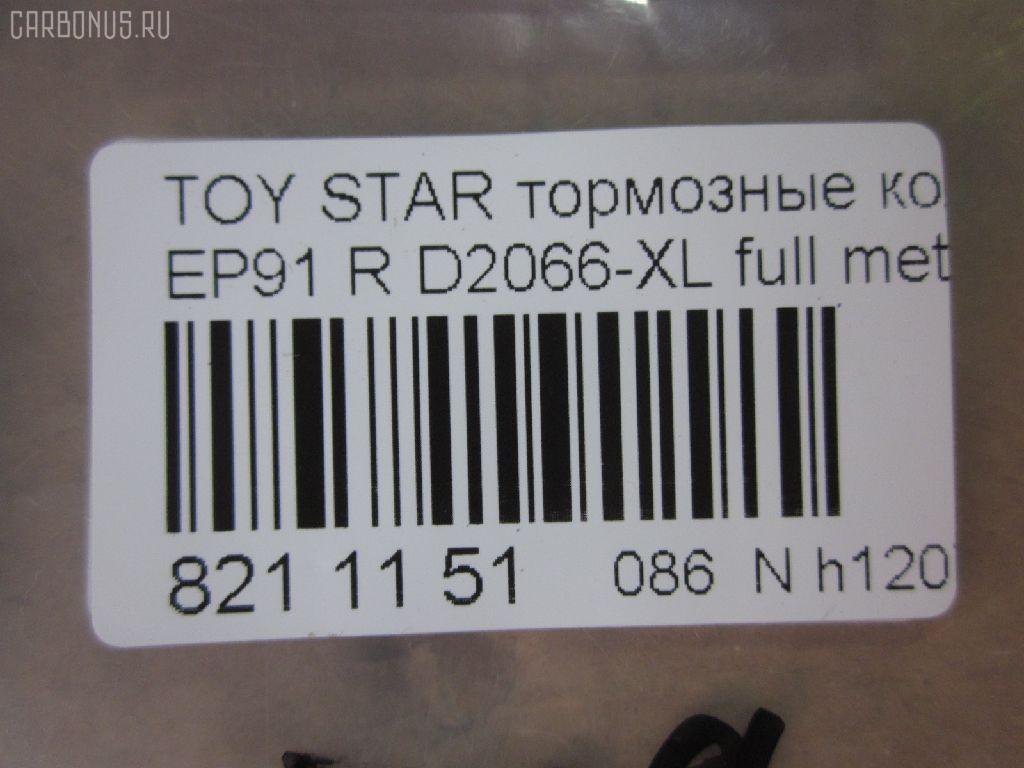 CARBONUS.RU
TOY STAR тормозные ко
EP91 R D2066-XL full met
821 11 51 086 N h120